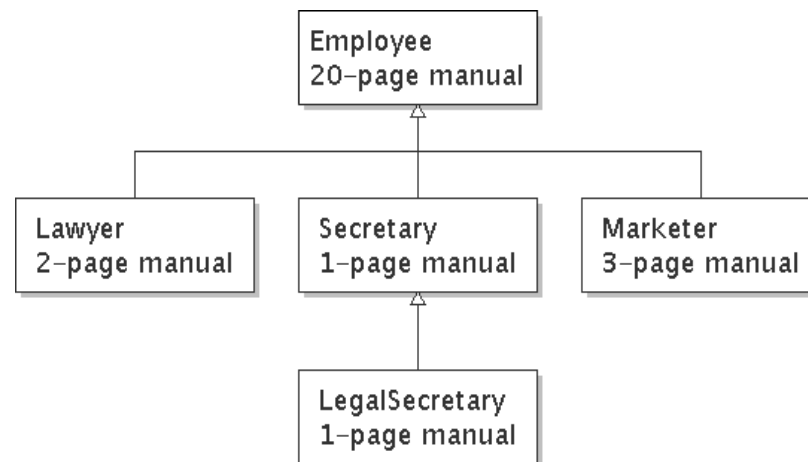 Employee
20-page manual
Lawyer
2-page manual
Secretary
1-page manual
Marketer
3-page manual
LegalSecretary
1-page manual